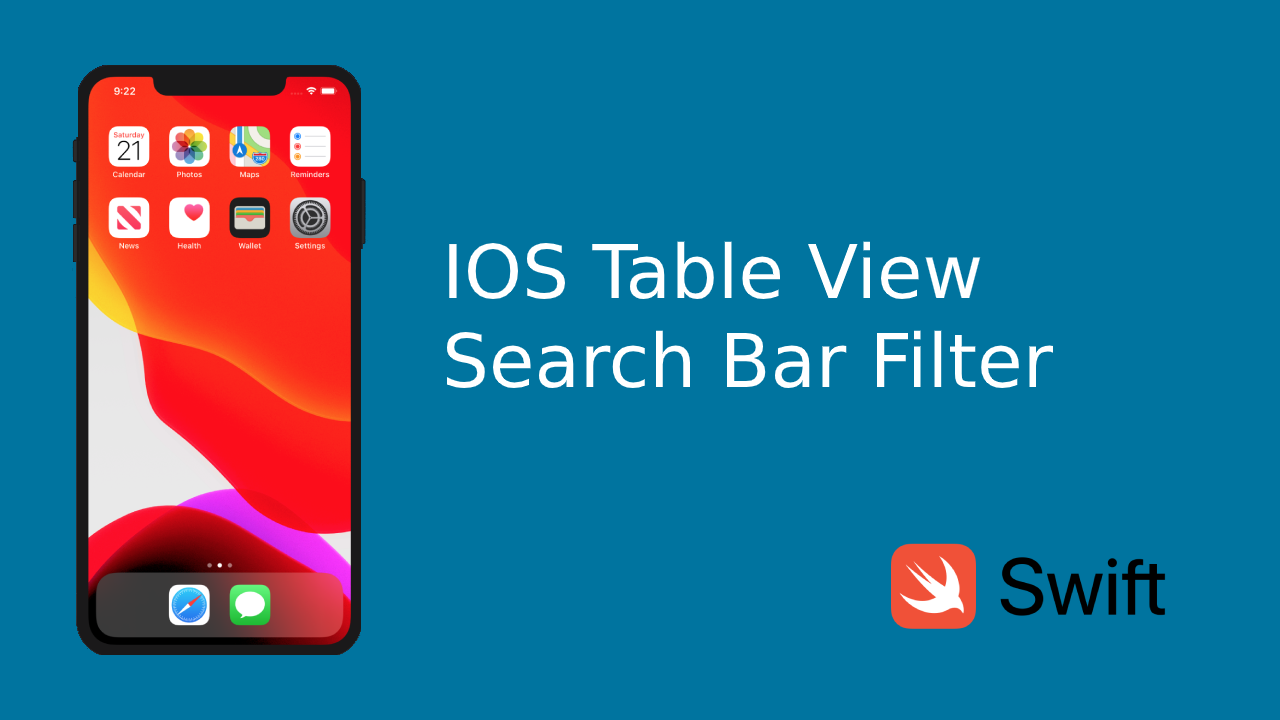 9:22
Saturday
21
280
Calendar
Photos
Maps
Reminders
News
Health
Wallet
Settings
IOS Table View
Search Bar Filter
Swift